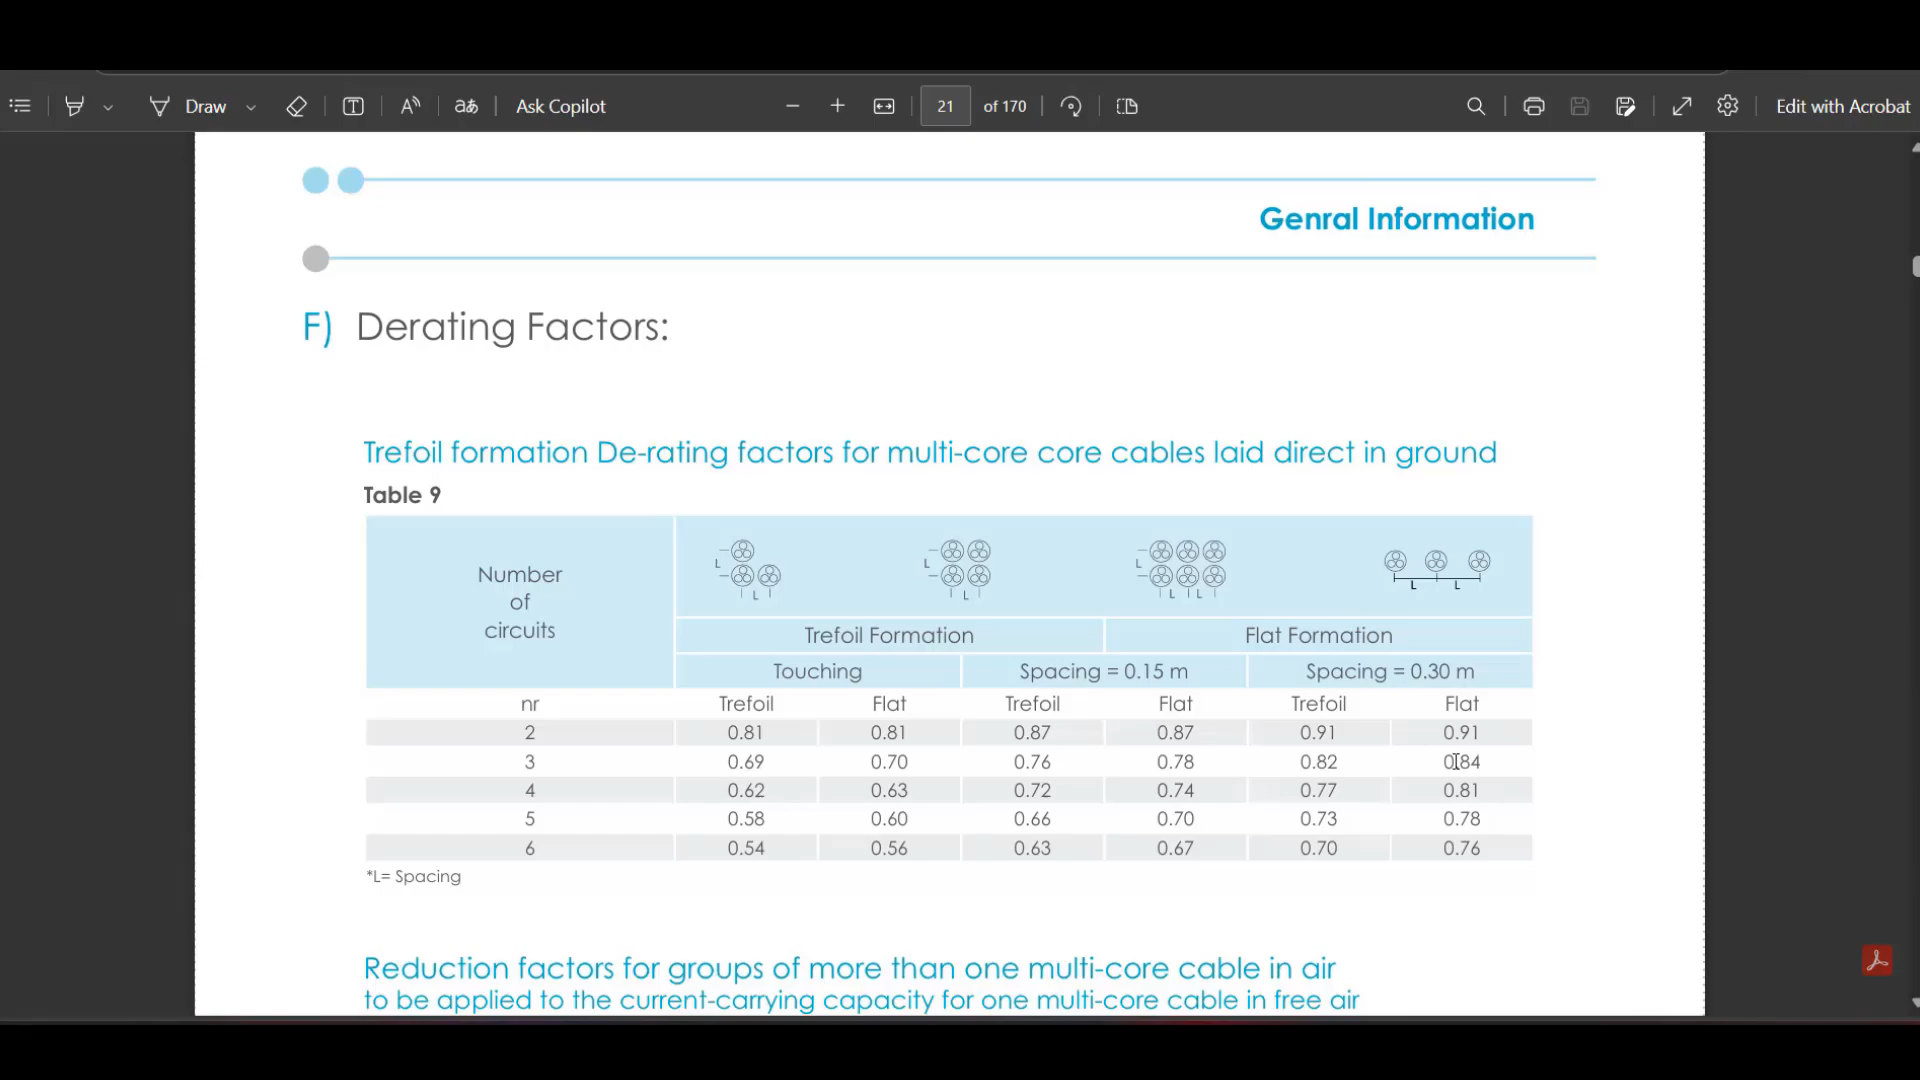 Draw
aあ
Ask Copilot
21 of 170
Edit with Acrobat
Genral Information
F) Derating Factors:
Trefoil formation De-rating factors for multi-core core cables laid direct in ground
Table 9
Number
of
circuits
L L L L L L L L L
Trefoil Formation Flat Formation
Touching Spacing = 0.15 m Spacing = 0.30 m
nr Trefoil Flat Trefoil Flat Trefoil Flat
2 0.81 0.81 0.87 0.87 0.91 0.91
3 0.69 0.70 0.76 0.78 0.82 0.84
4 0.62 0.63 0.72 0.74 0.77 0.81
5 0.58 0.60 0.66 0.70 0.73 0.78
6 0.54 0.56 0.63 0.67 0.70 0.76
*L= Spacing
Reduction factors for groups of more than one multi-core cable in air
to be applied to the current-carrying capacity for one multi-core cable in free air